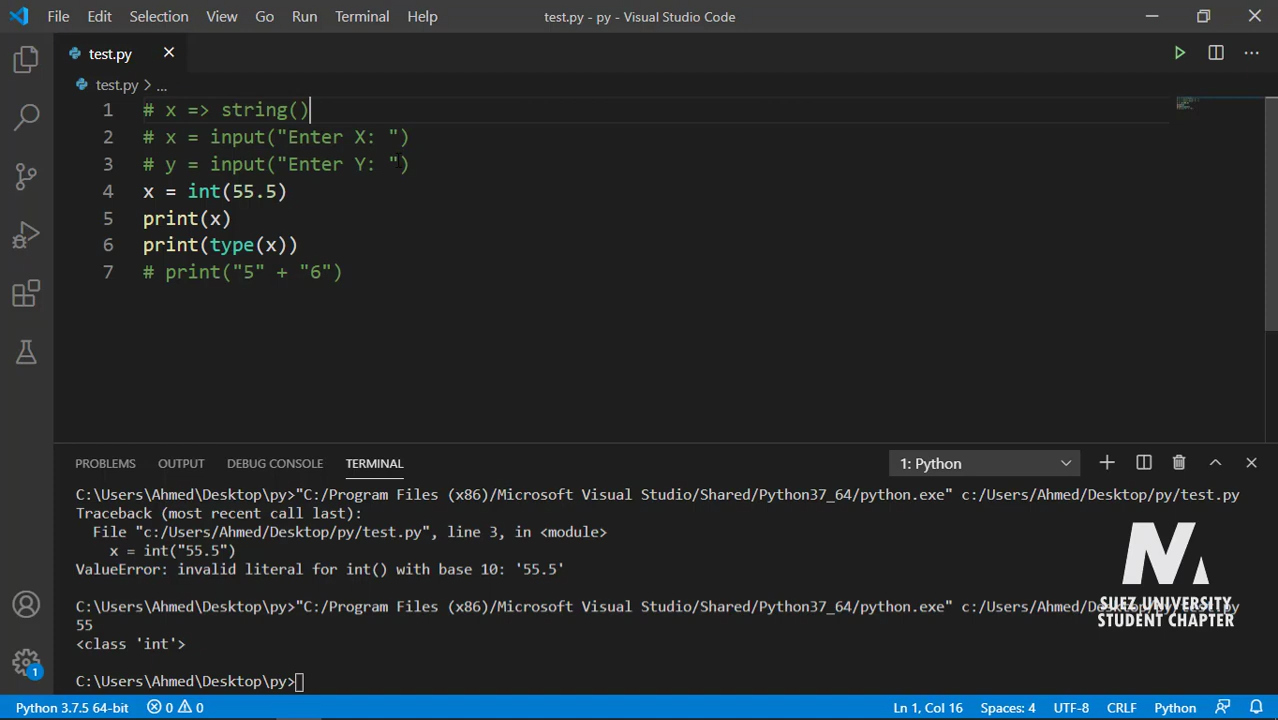 File Edit Selection View Go Run Terminal Help test.py - py - Visual Studio Code
test.py
test.py > ...
1 # x => string()
2 # x = input("Enter X: ")
3 # y = input("Enter Y: ")
4 x = int(55.5)
5 print(x)
6 print(type(x))
7 # print("5" + "6")
PROBLEMS OUTPUT DEBUG CONSOLE TERMINAL 1: Python
C:\Users\Ahmed\Desktop\py>"C:/Program Files (x86)/Microsoft Visual Studio/Shared/Python37_64/python.exe" c:/Users/Ahmed/Desktop/py/test.py
Traceback (most recent call last):
File "c:/Users/Ahmed/Desktop/py/test.py", line 3, in <module>
x = int("55.5")
ValueError: invalid literal for int() with base 10: '55.5'
C:\Users\Ahmed\Desktop\py>"C:/Program Files (x86)/Microsoft Visual Studio/Shared/Python37_64/python.exe" c:/Users/Ahmed/Desktop/py/test.py
55
<class 'int'>
C:\Users\Ahmed\Desktop\py>
SUEZ UNIVERSITY
STUDENT CHAPTER
1
Python 3.7.5 64-bit 0 0 Ln 1, Col 16 Spaces: 4 UTF-8 CRLF Python